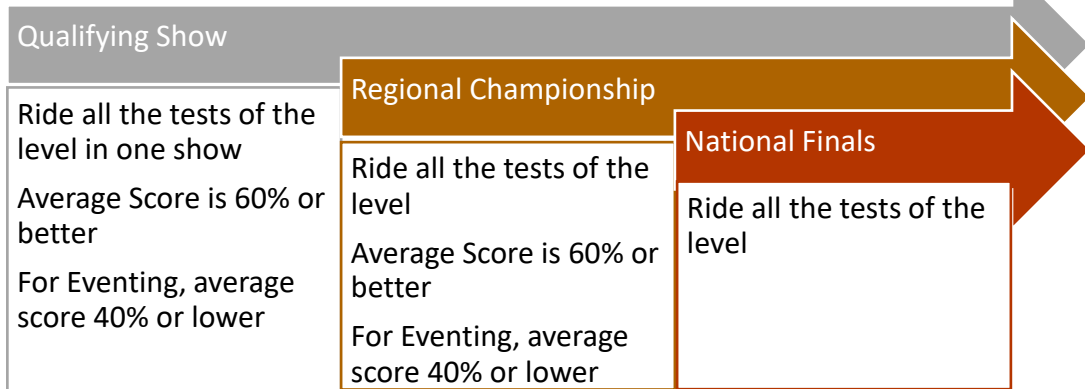 Qualifying Show
Ride all the tests of the
level in one show
Average Score is 60% or
better
For Eventing, average
score 40% or lower
Regional Championship
Ride all the tests of the
level
Average Score is 60% or
better
For Eventing, average
score 40% or lower
National Finals
Ride all the tests of the
level